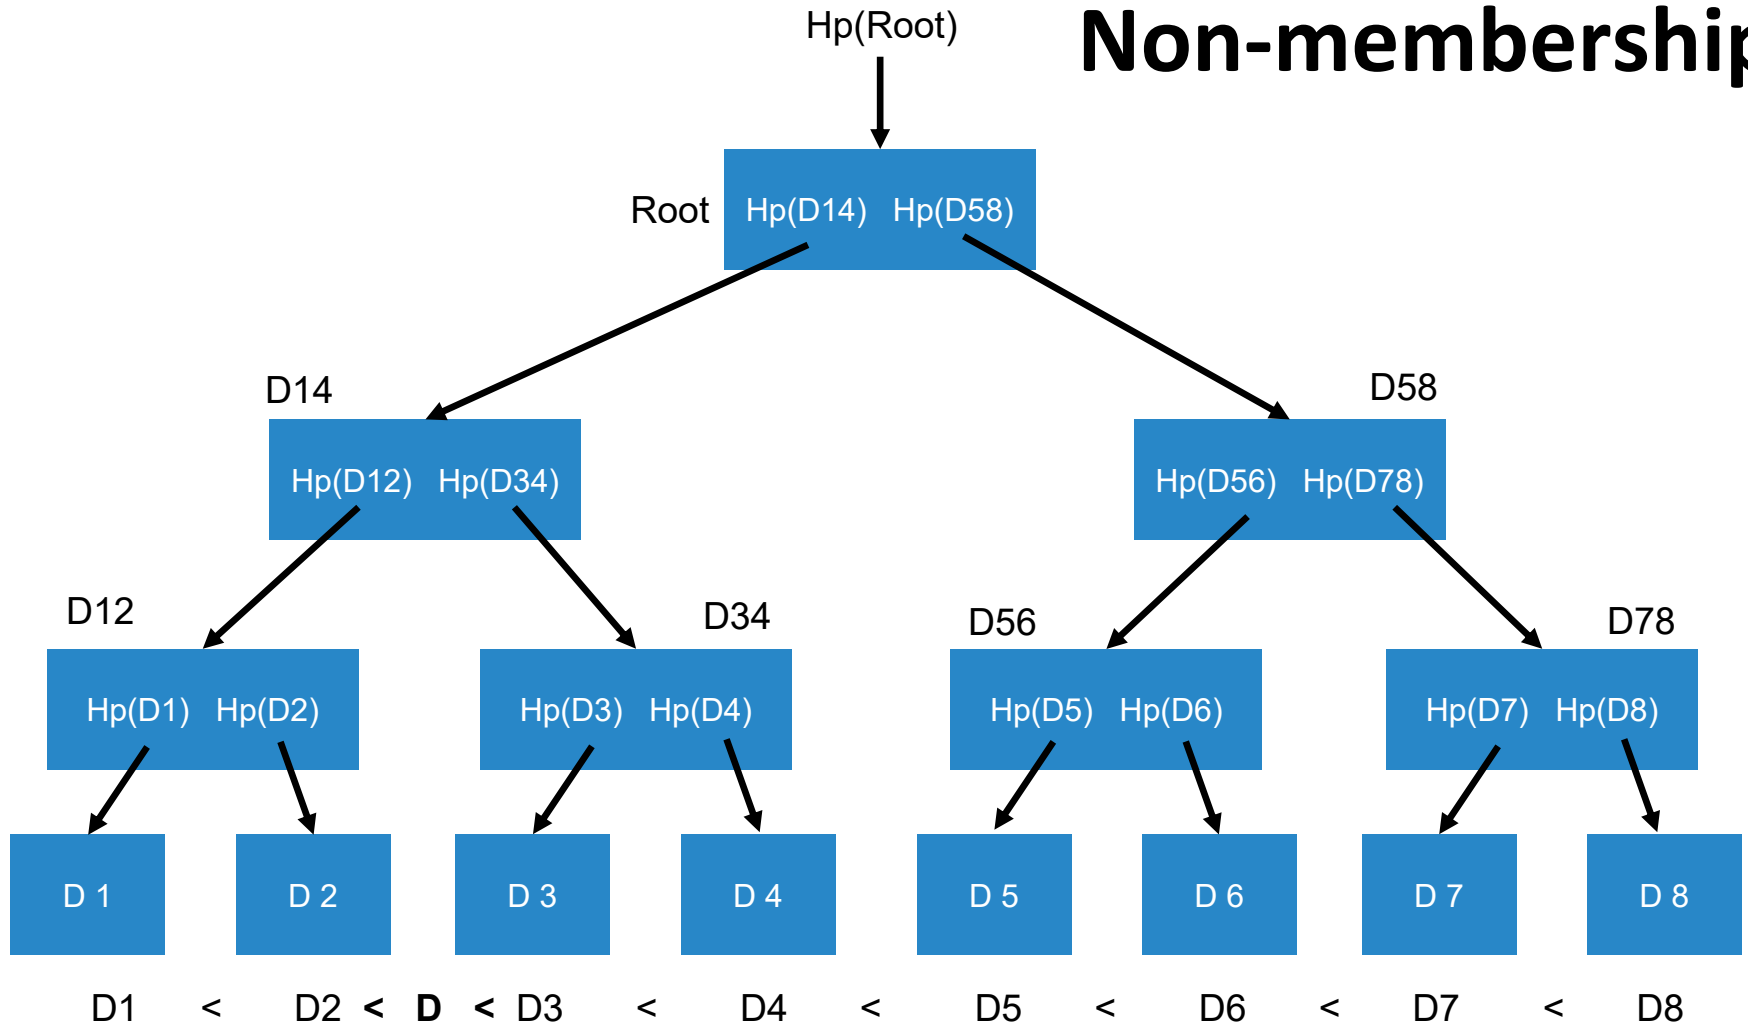 Hp(Root)
Non-membership
Root
Hp(D14) Hp(D58)
D14
D58
Hp(D12) Hp(D34)
Hp(D56) Hp(D78)
D12
D34
D56
D78
Hp(D1) Hp(D2)
Hp(D3) Hp(D4)
Hp(D5) Hp(D6)
Hp(D7) Hp(D8)
D 1
D 2
D 3
D 4
D 5
D 6
D 7
D 8
D1 < D2 < D < D3 < D4 < D5 < D6 < D7 < D8